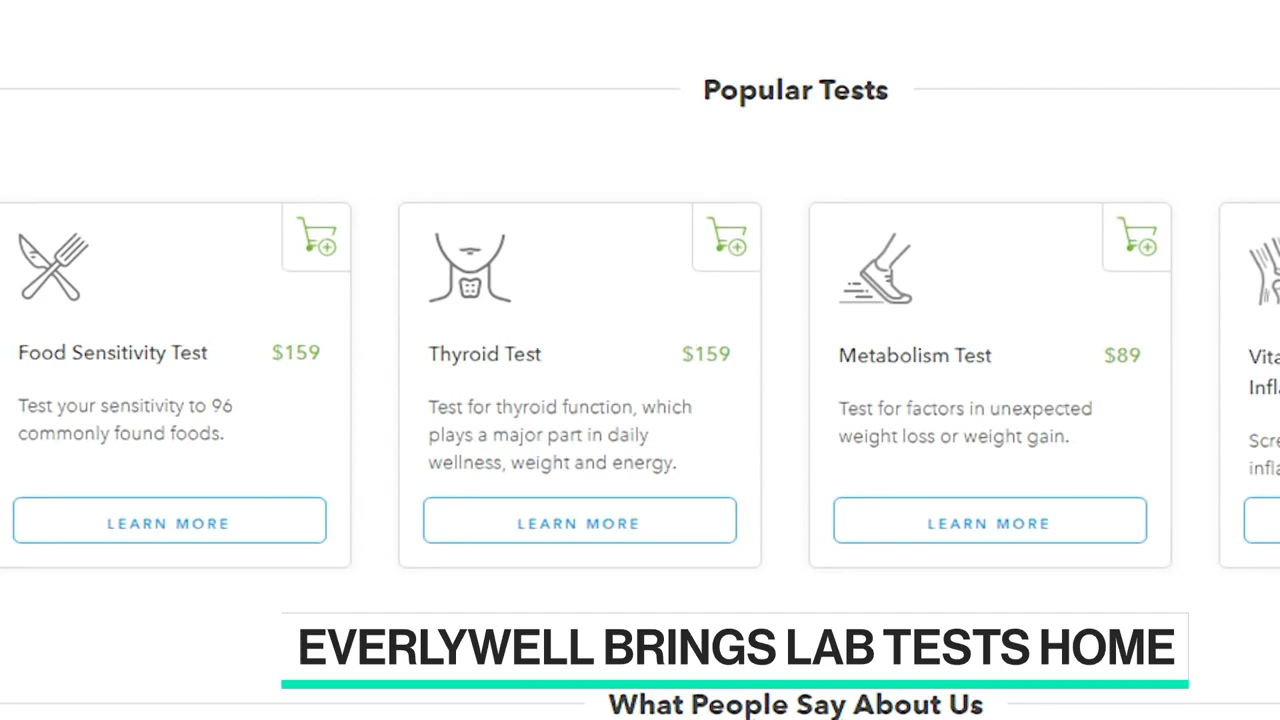 Popular Tests
Food Sensitivity Test
$159
Test your sensitivity to 96
commonly found foods.
LEARN MORE
Thyroid Test
$159
Test for thyroid function, which
plays a major part in daily
wellness, weight and energy.
LEARN MORE
Metabolism Test
$89
Test for factors in unexpected
weight loss or weight gain.
LEARN MORE
EVERLYWELL BRINGS LAB TESTS HOME
What People Say About Us